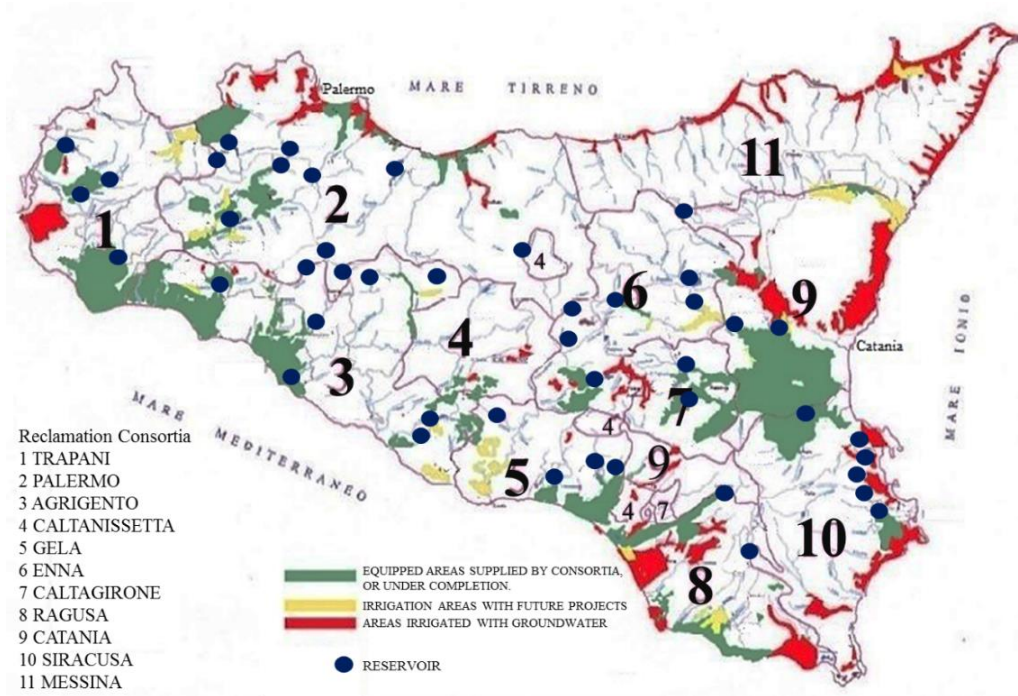 MARE TIRRENO
Palermo
11
2
1
4
6
9
MARE IONIO
Catania
4
3
7
4
MARE MEDITERRANEO
9
5
4
7
10
8
Reclamation Consortia
1 TRAPANI
2 PALERMO
3 AGRIGENTO
4 CALTANISSETTA
5 GELA
6 ENNA
7 CALTAGIRONE
8 RAGUSA
9 CATANIA
10 SIRACUSA
11 MESSINA
EQUIPPED AREAS SUPPLIED BY CONSORTIA,
OR UNDER COMPLETION.
IRRIGATION AREAS WITH FUTURE PROJECTS
AREAS IRRIGATED WITH GROUNDWATER
RESERVOIR